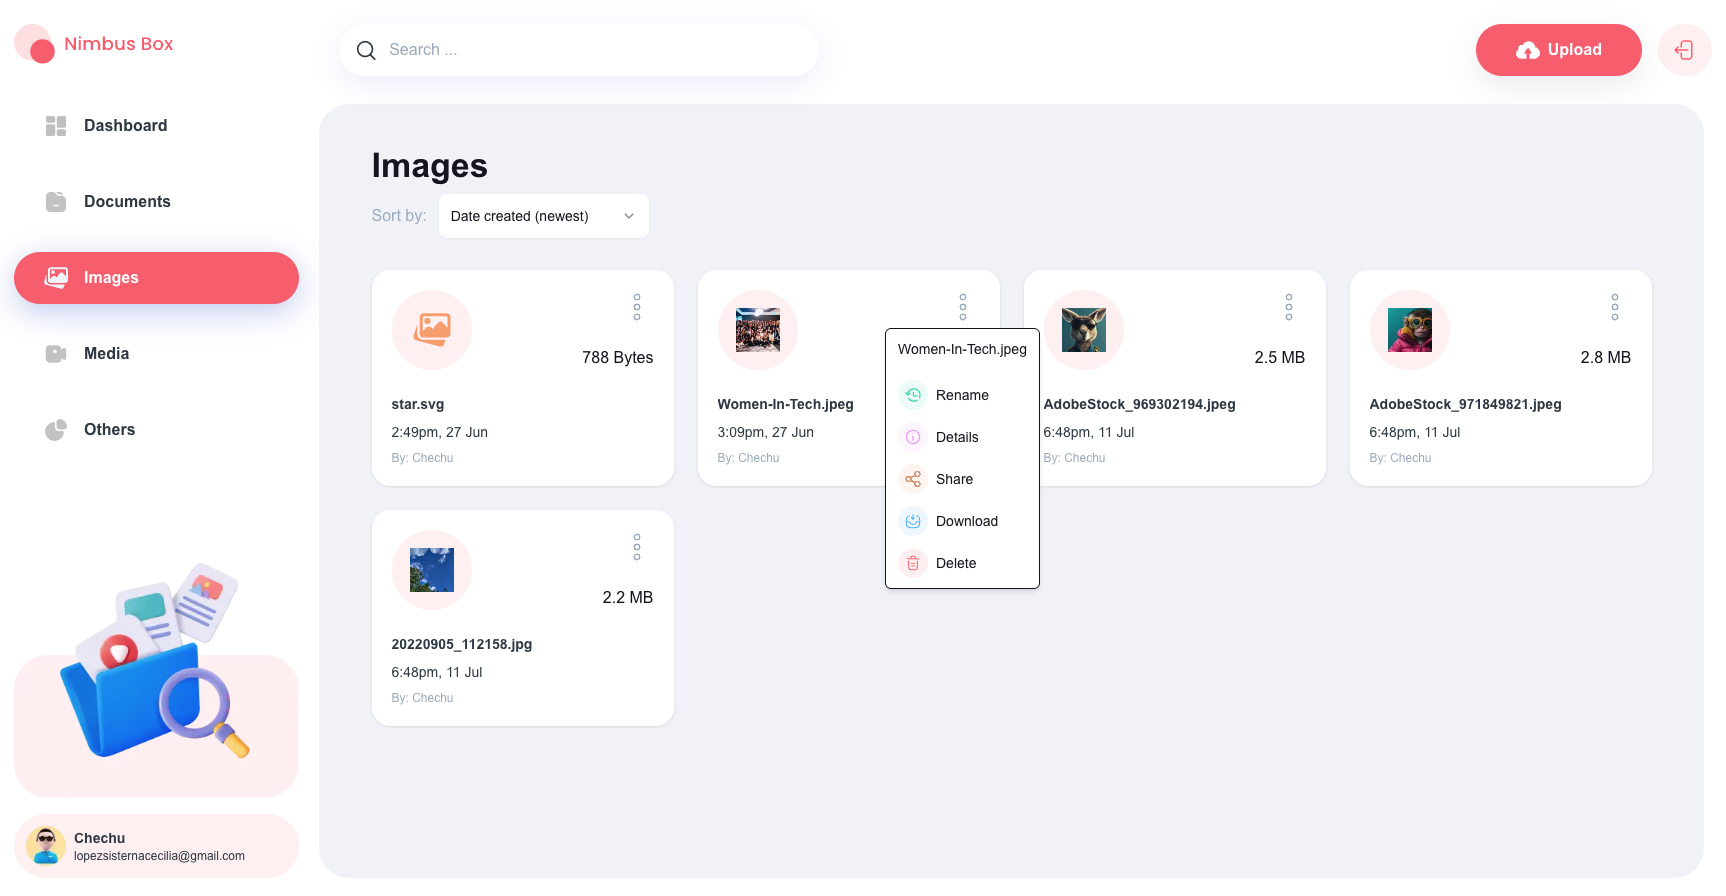 Nimbus Box
Search ...
Upload
Dashboard
Documents
Images
Media
Others
Chechu
lopezsisternacecilia@gmail.com
Images
Sort by:
Date created (newest)
788 Bytes
star.svg
2:49pm, 27 Jun
By: Chechu
Women-In-Tech.jpeg
3:09pm, 27 Jun
By: Chechu
Women-In-Tech.jpeg
Rename
Details
Share
Download
Delete
2.5 MB
AdobeStock_969302194.jpeg
6:48pm, 11 Jul
By: Chechu
2.8 MB
AdobeStock_971849821.jpeg
6:48pm, 11 Jul
By: Chechu
2.2 MB
20220905_112158.jpg
6:48pm, 11 Jul
By: Chechu